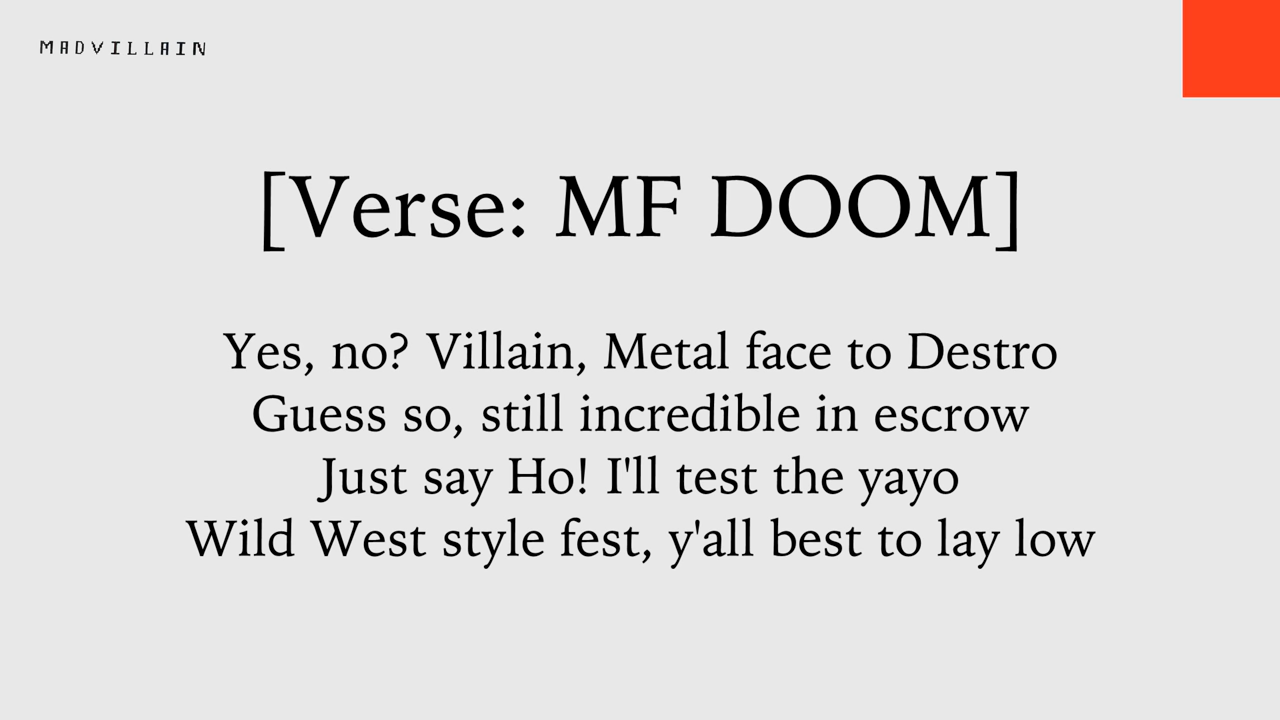 MADVILLAIN
[Verse: MF DOOM]
Yes, no? Villain, Metal face to Destro
Guess so, still incredible in escrow
Just say Ho! I'll test the yayo
Wild West style fest, y'all best to lay low